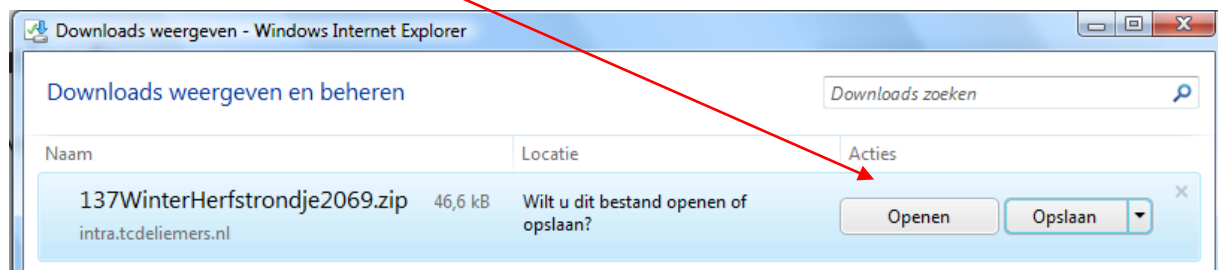 Downloads weergeven - Windows Internet Explorer
Downloads weergeven en beheren
Downloads zoeken
Naam Locatie Acties
137WinterHerfstrondje2069.zip 46,6 kB Wilt u dit bestand openen of opslaan? Openen Opslaan
intra.tcdeliemers.nl